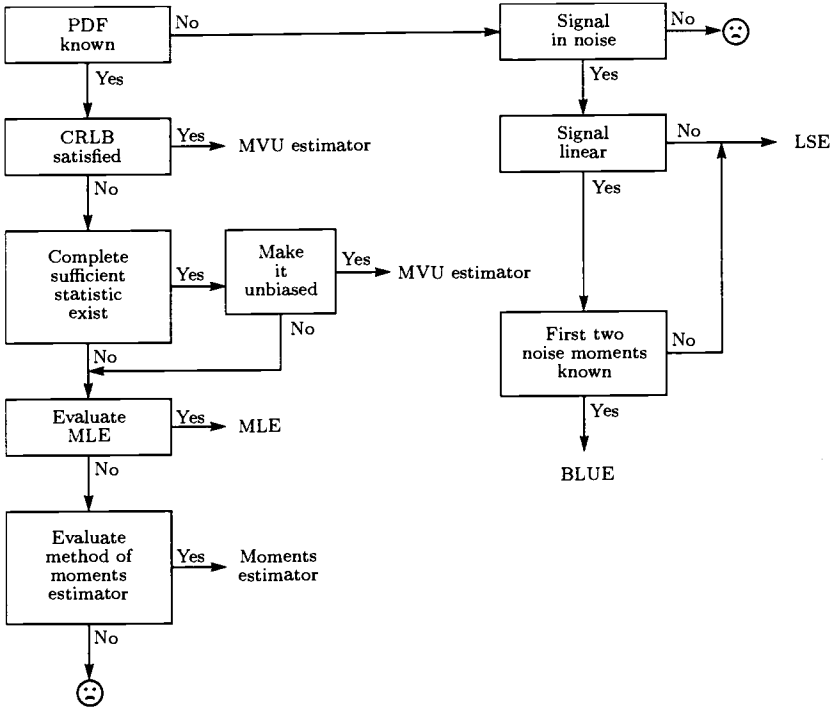 PDF
known
No
Yes
CRLB
satisfied
Yes
MVU estimator
No
Complete
sufficient
statistic
exist
Yes
Make
it
unbiased
Yes
MVU estimator
No
No
Evaluate
MLE
Yes
MLE
No
Evaluate
method of
moments
estimator
Yes
Moments
estimator
No
Signal
in noise
No
Yes
Signal
linear
No
LSE
Yes
First two
noise moments
known
No
Yes
BLUE